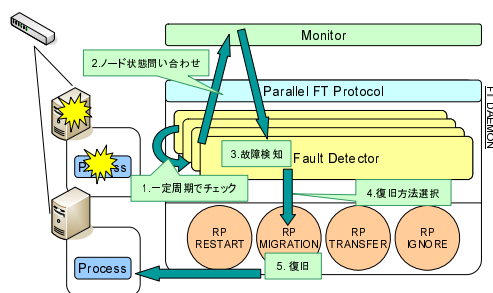 Monitor
2.ノード状態問い合わせ
Parallel FT Protocol
FT DAEMON
3.故障検知
Fault Detector
Process
1.一定周期でチェック
4.復旧方法選択
RP
RESTART
RP
MIGRATION
RP
TRANSFER
RP
IGNORE
5. 復旧
Process